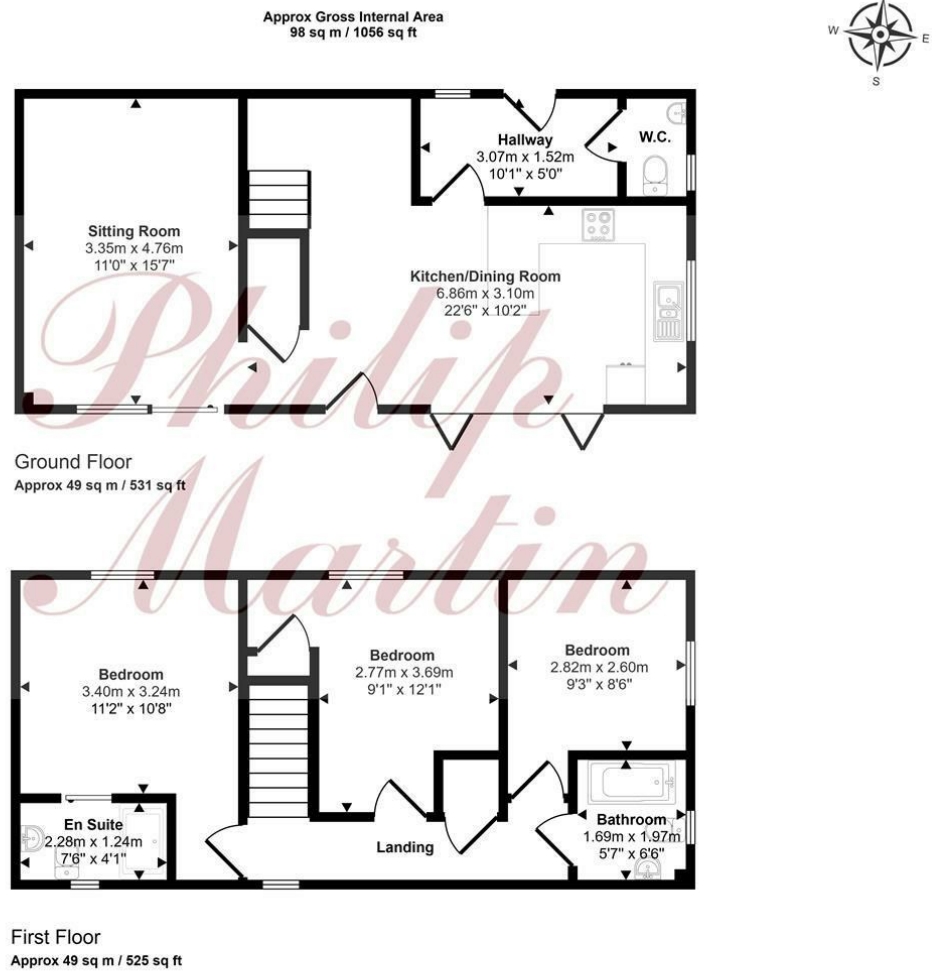 Approx Gross Internal Area
98 sq m / 1056 sq ft
W
E
S
Hallway
3.07m x 1.52m
10'1" x 5'0"
W.C.
Sitting Room
3.35m x 4.76m
11'0" x 15'7"
Kitchen/Dining Room
6.86m x 3.10m
22'6" x 10'2"
Philip
Martin
Ground Floor
Approx 49 sq m / 531 sq ft
Bedroom
3.40m x 3.24m
11'2" x 10'8"
Bedroom
2.77m x 3.69m
9'1" x 12'1"
Bedroom
2.82m x 2.60m
9'3" x 8'6"
En Suite
2.28m x 1.24m
7'6" x 4'1"
Landing
Bathroom
1.69m x 1.97m
5'7" x 6'6"
First Floor
Approx 49 sq m / 525 sq ft